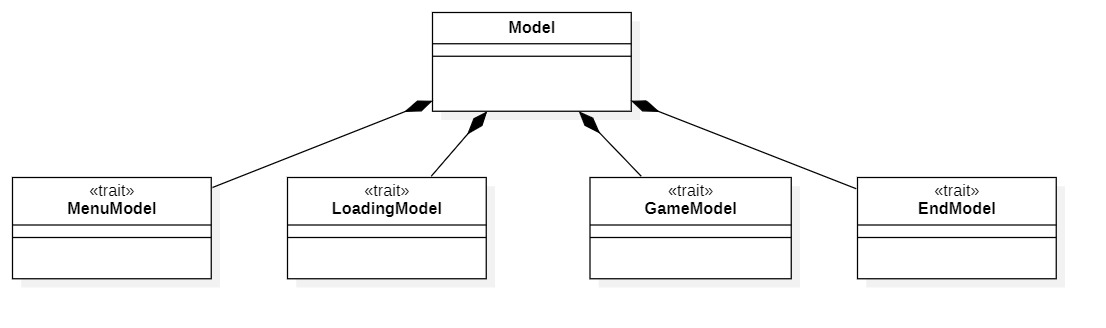 Model
«trait»
MenuModel
«trait»
LoadingModel
«trait»
GameModel
«trait»
EndModel